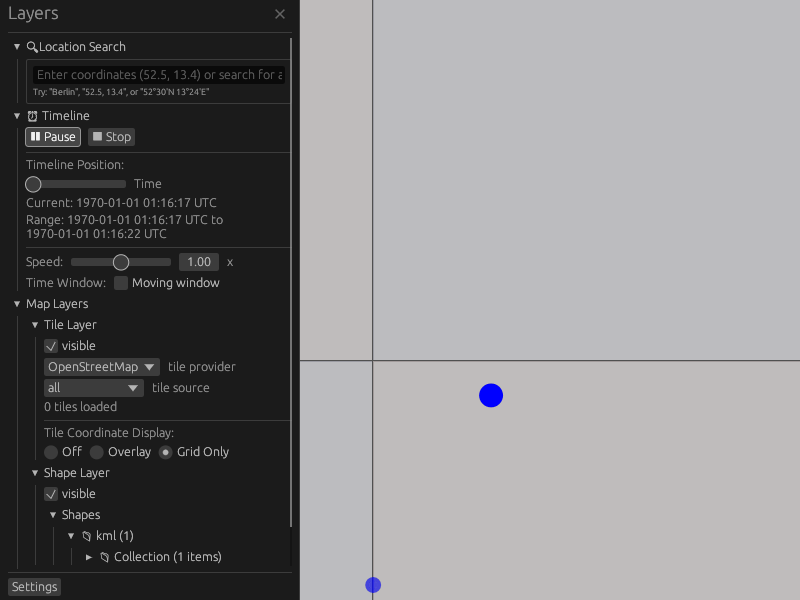 Layers
Location Search
Enter coordinates (52.5, 13.4) or search for a
Try: "Berlin", "52.5, 13.4", or "52°30'N 13°24'E"
Timeline
Pause Stop
Timeline Position:
Time
Current: 1970-01-01 01:16:17 UTC
Range: 1970-01-01 01:16:17 UTC to
1970-01-01 01:16:22 UTC
Speed: 1.00 x
Time Window: Moving window
Map Layers
Tile Layer
visible
OpenStreetMap tile provider
all tile source
0 tiles loaded
Tile Coordinate Display:
Off Overlay Grid Only
Shape Layer
visible
Shapes
kml (1)
Collection (1 items)
Settings